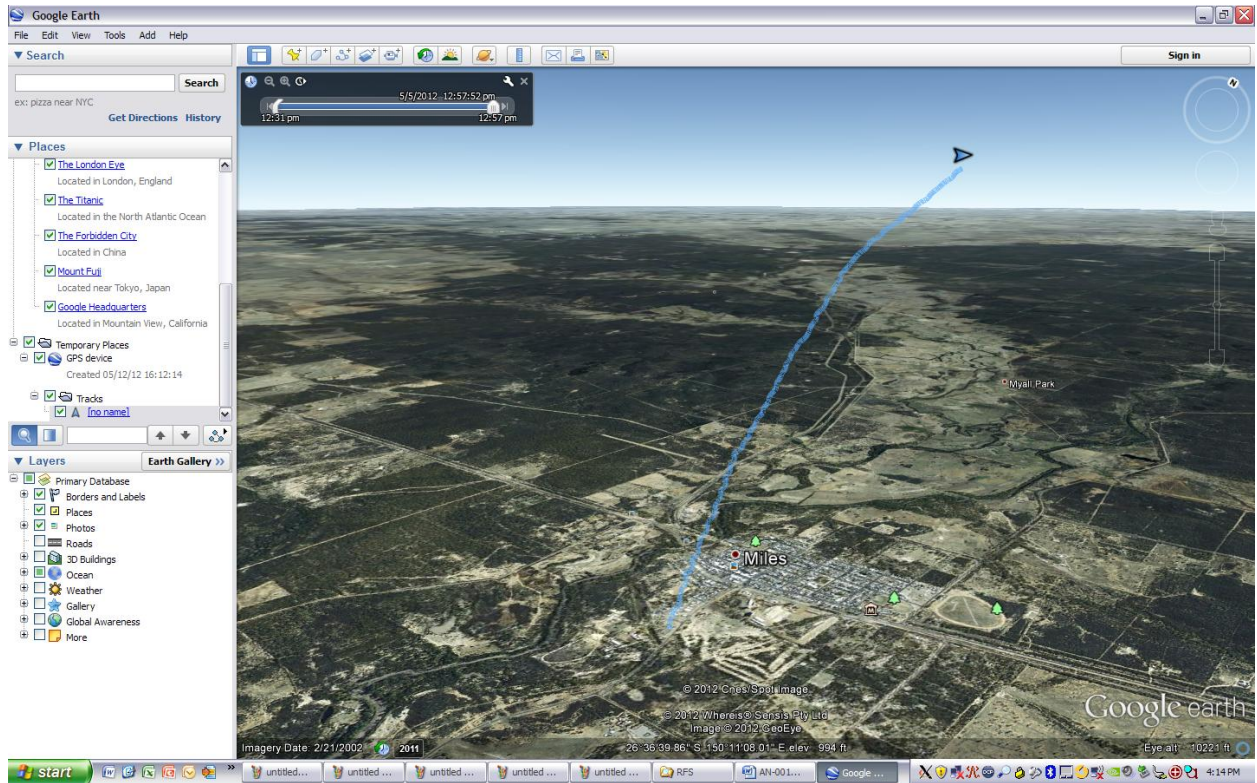 Google Earth
File Edit View Tools Add Help
Search
Search
ex: pizza near NYC
Get Directions History
Sign in
5/5/2012 12:57:52 pm
12:31 pm 12:57 pm
Places
The London Eye
Located in London, England
The Titanic
Located in the North Atlantic Ocean
The Forbidden City
Located in China
Mount Fuji
Located near Tokyo, Japan
Google Headquarters
Located in Mountain View, California
Temporary Places
GPS device
Created 05/12/12 16:12:14
Tracks
[no name]
Layers
Earth Gallery >>
Primary Database
Borders and Labels
Places
Photos
Roads
3D Buildings
Ocean
Weather
Gallery
Global Awareness
More
Myall Park
Miles
© 2012 Cnes/Spot Image
© 2012 Whereis® Sensis Pty Ltd
Image © 2012 GeoEye
Google earth
Imagery Date: 2/21/2002 2011 26°36'39.86" S 150°11'08.01" E elev 994 ft Eye alt 10221 ft
start untitled... untitled ... untitled ... untitled ... untitled ... RFS AN-001... Google ... 4:14 PM